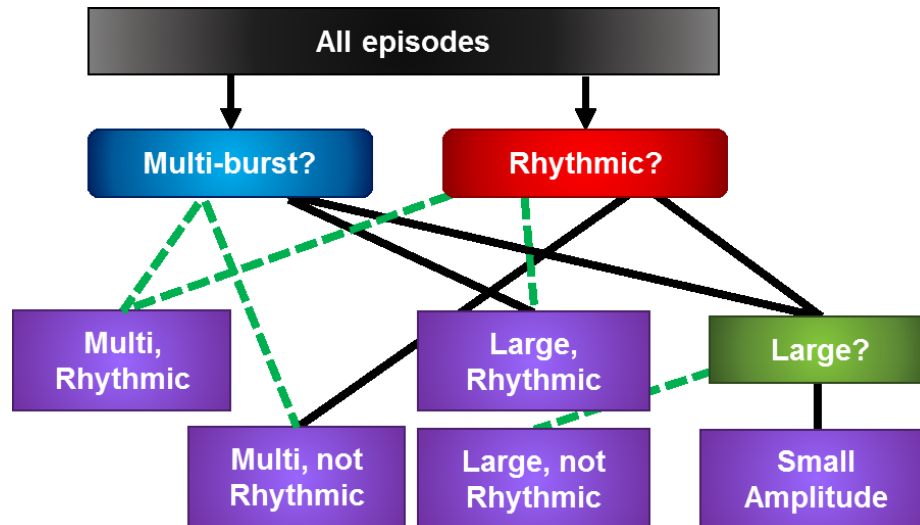 All episodes
Multi-burst?
Rhythmic?
Multi,
Rhythmic
Large,
Rhythmic
Large?
Multi, not
Rhythmic
Large, not
Rhythmic
Small
Amplitude